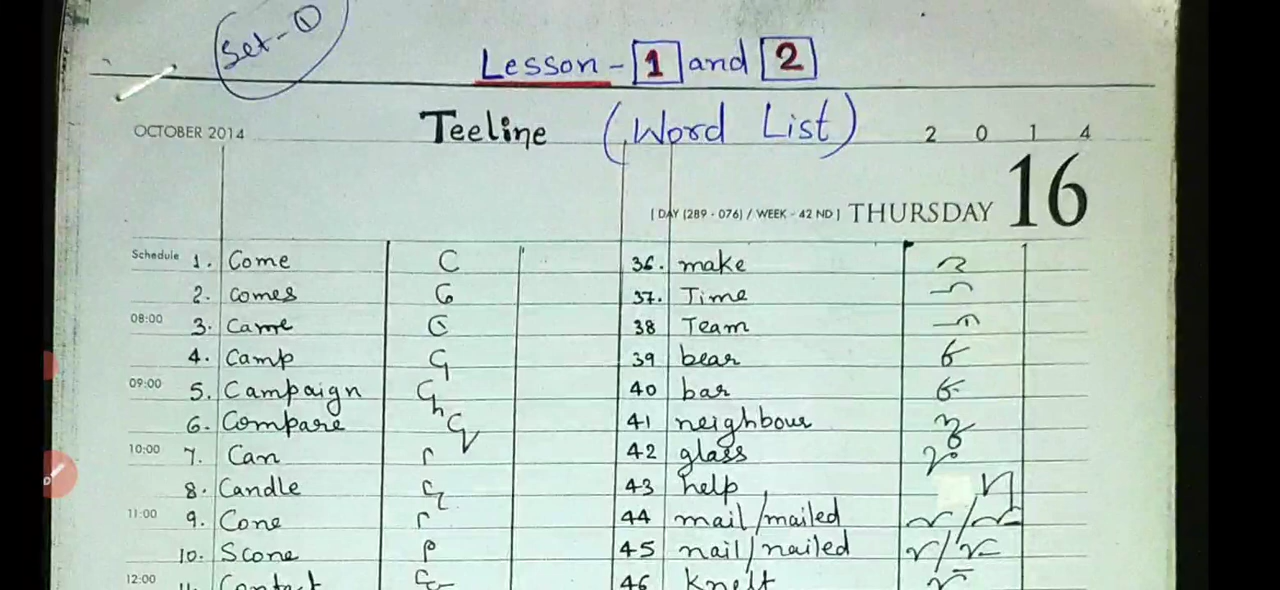 Set-①
Lesson - 1 and 2
OCTOBER 2014 Teeline (Word List) 2 0 1 4
[ DAY (289 - 076) / WEEK - 42 ND ] THURSDAY 16
Schedule 1. Come 36. make
2. comes 37. Time
08:00 3. Came 38 Team
4. Camp 39 bear
09:00 5. Campaign 40 bar
6. Compare 41 neighbour
10:00 7. Can 42 glass
8. Candle 43 help
11:00 9. Cone 44 mail/mailed
10. Scone 45 nail/nailed
12:00 11. Contact 46 Knelt